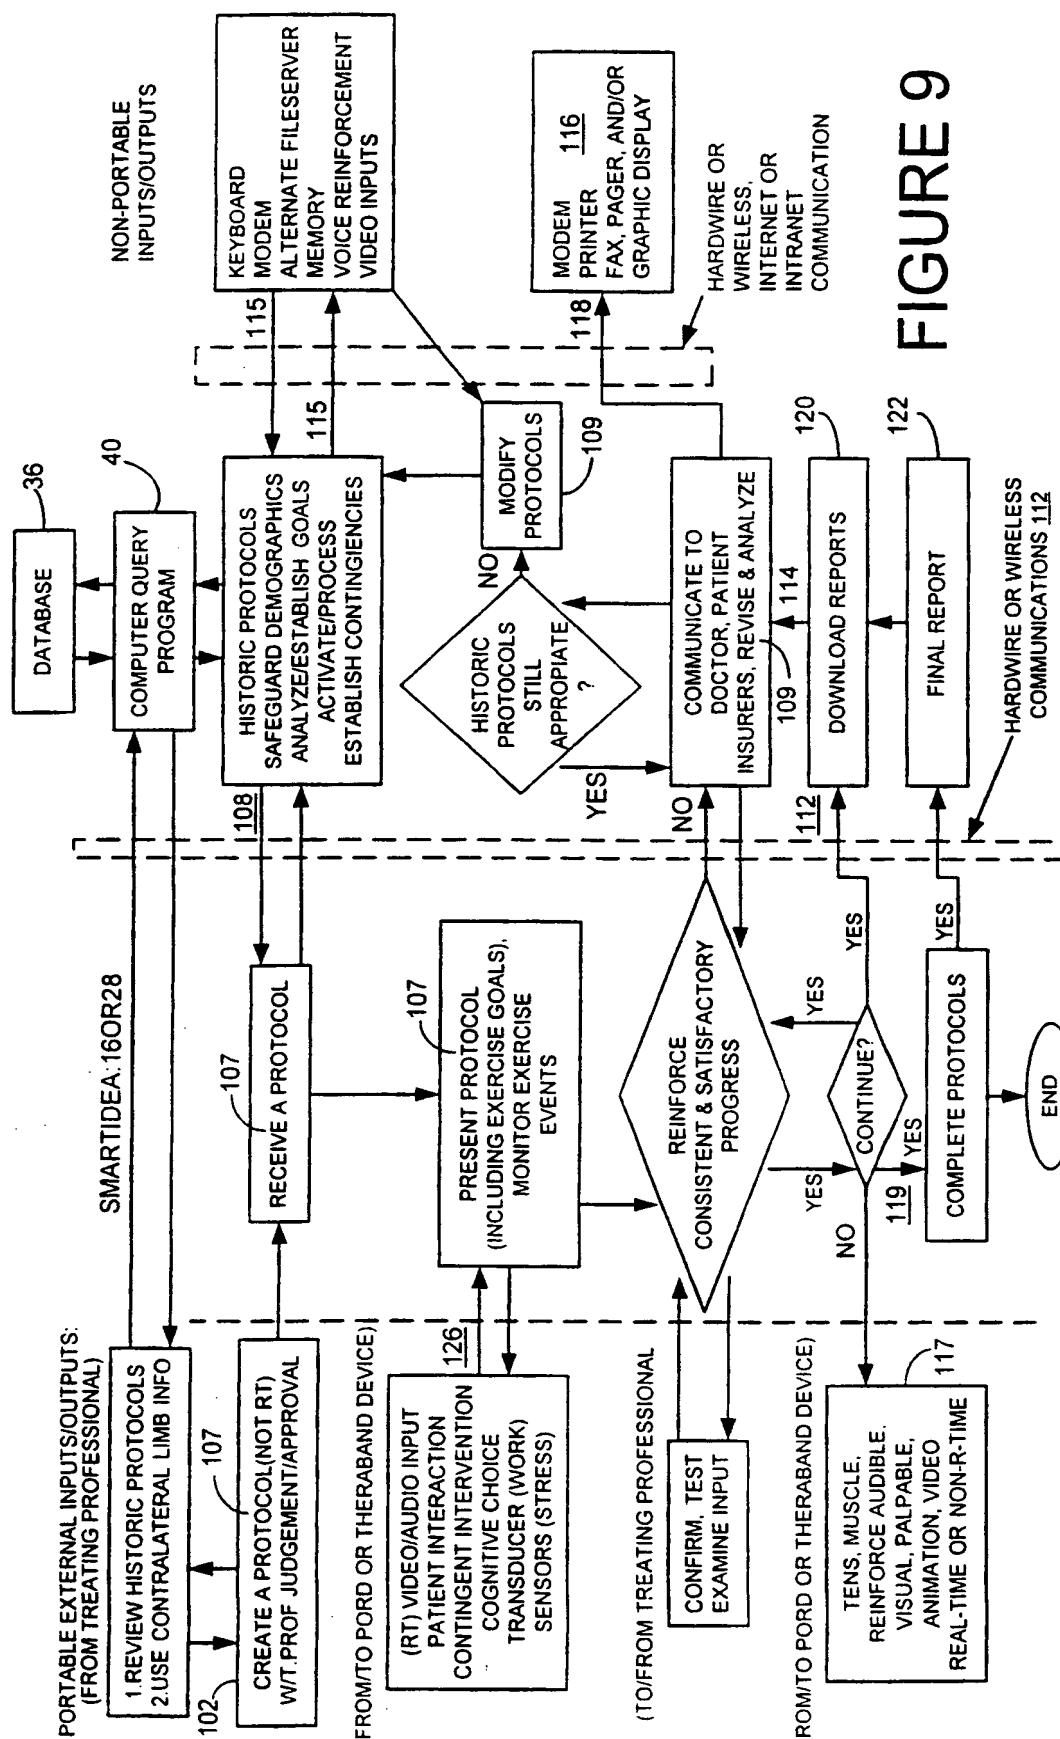 PORTABLE EXTERNAL INPUTS/OUTPUTS:
(FROM TREATING PROFESSIONAL)
1.REVIEW HISTORIC PROTOCOLS
2.USE CONTRALATERAL LIMB INFO
SMARTIDEA:16OR28
DATABASE
36
COMPUTER QUERY
PROGRAM
40
NON-PORTABLE
INPUTS/OUTPUTS
102
107
CREATE A PROTOCOL(NOT RT)
W/T.PROF JUDGEMENT/APPROVAL
107
RECEIVE A PROTOCOL
108
HISTORIC PROTOCOLS
SAFEGUARD DEMOGRAPHICS
ANALYZE/ESTABLISH GOALS
ACTIVATE/PROCESS
ESTABLISH CONTINGIENCIES
115
115
KEYBOARD
MODEM
ALTERNATE FILESERVER
MEMORY
VOICE REINFORCEMENT
VIDEO INPUTS
FROM/TO PORD OR THERABAND DEVICE)
(RT) VIDEO/AUDIO INPUT
PATIENT INTERACTION
CONTINGENT INTERVENTION
COGNITIVE CHOICE
TRANSDUCER (WORK)
SENSORS (STRESS)
126
107
PRESENT PROTOCOL
(INCLUDING EXERCISE GOALS),
MONITOR EXERCISE
EVENTS
HISTORIC
PROTOCOLS
STILL
APPROPIATE
?
YES
NO
MODIFY
PROTOCOLS
109
(TO/FROM TREATING PROFESSIONAL
CONFIRM, TEST
EXAMINE INPUT
REINFORCE
CONSISTENT & SATISFACTORY
PROGRESS
NO
COMMUNICATE TO
DOCTOR, PATIENT
INSURERS, REVISE & ANALYZE
109
114
118
MODEM
PRINTER 116
FAX, PAGER, AND/OR
GRAPHIC DISPLAY
HARDWIRE OR
WIRELESS,
INTERNET OR
INTRANET
COMMUNICATION
ROM/TO PORD OR THERABAND DEVICE)
TENS, MUSCLE,
REINFORCE AUDIBLE.
VISUAL, PALPABLE,
ANIMATION, VIDEO
REAL-TIME OR NON-R-TIME
117
NO
YES
YES
CONTINUE?
119
YES
YES
112
DOWNLOAD REPORTS
120
COMPLETE PROTOCOLS
YES
FINAL REPORT
122
END
HARDWIRE OR WIRELESS
COMMUNICATIONS 112
FIGURE 9